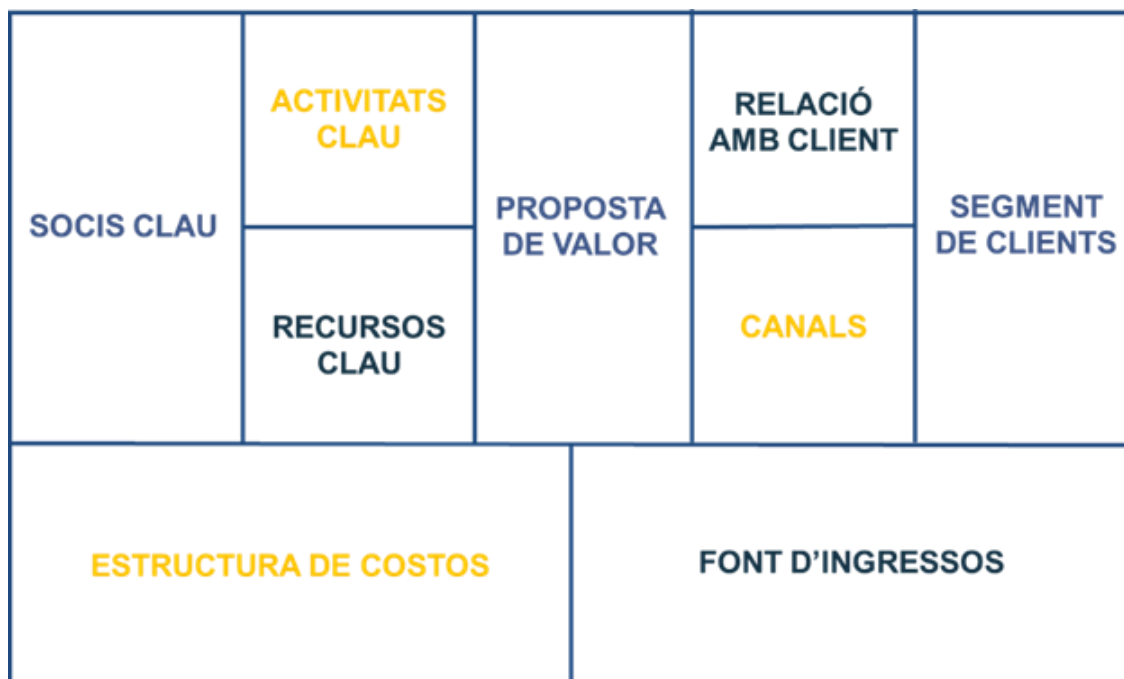 SOCIS CLAU
ACTIVITATS
CLAU
RECURSOS
CLAU
PROPOSTA
DE VALOR
RELACIÓ
AMB CLIENT
CANALS
SEGMENT
DE CLIENTS
ESTRUCTURA DE COSTOS
FONT D’INGRESSOS